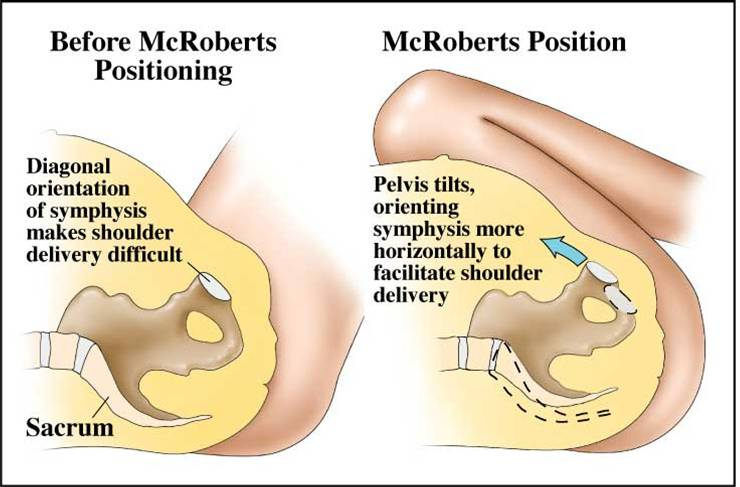 Before McRoberts
Positioning
Diagonal
orientation
of symphysis
makes shoulder
delivery difficult
Sacrum
McRoberts Position
Pelvis tilts,
orienting
symphysis more
horizontally to
facilitate shoulder
delivery